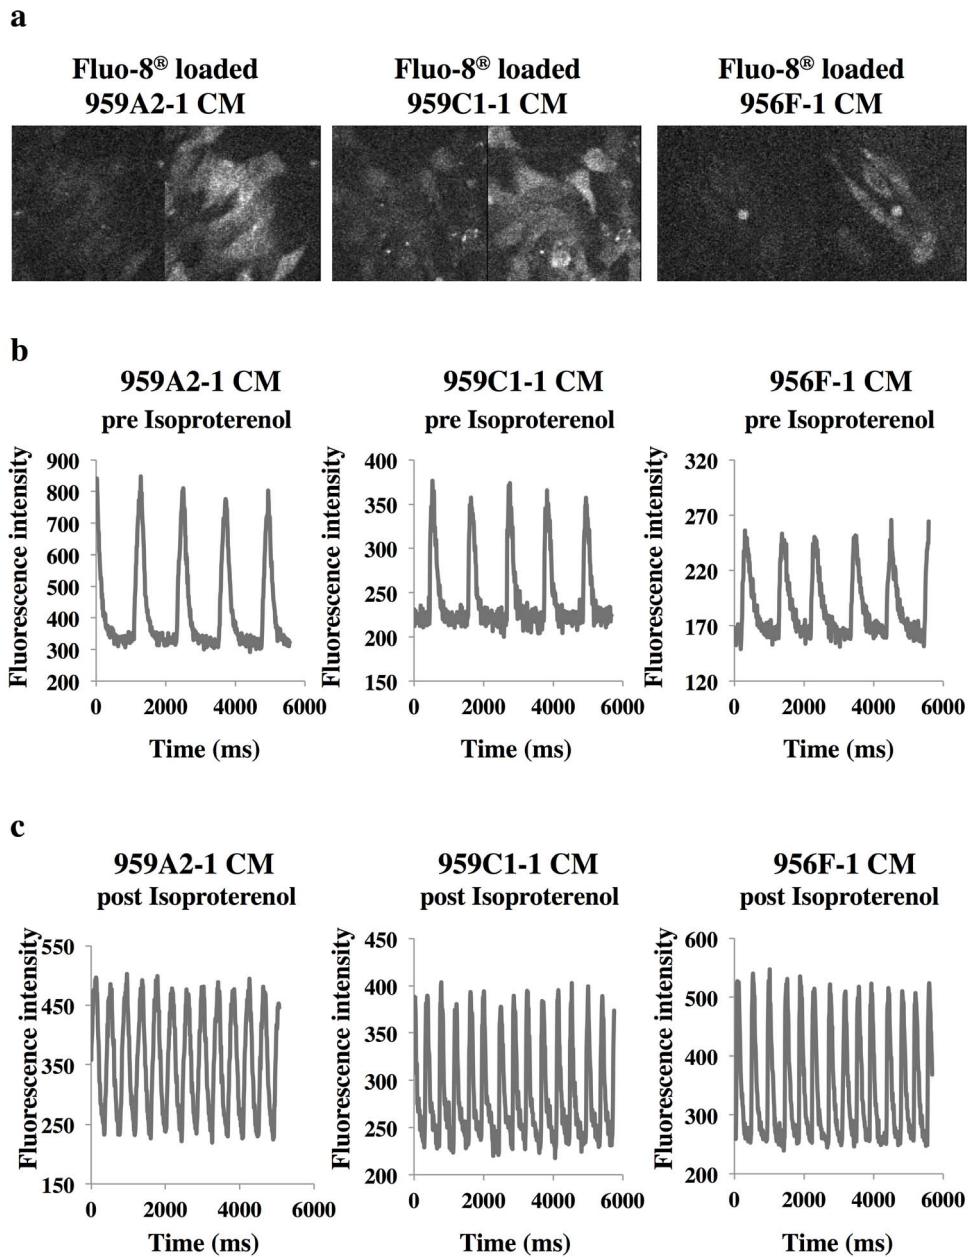 a
Fluo-8® loaded
959A2-1 CM
Fluo-8® loaded
959C1-1 CM
Fluo-8® loaded
956F-1 CM
b
959A2-1 CM
pre Isoproterenol
Fluorescence intensity
900
800
700
600
500
400
300
200
0 2000 4000 6000
Time (ms)
959C1-1 CM
pre Isoproterenol
Fluorescence intensity
400
350
300
250
200
150
0 2000 4000 6000
Time (ms)
956F-1 CM
pre Isoproterenol
Fluorescence intensity
320
270
220
170
120
0 2000 4000 6000
Time (ms)
c
959A2-1 CM
post Isoproterenol
Fluorescence intensity
550
450
350
250
150
0 2000 4000 6000
Time (ms)
959C1-1 CM
post Isoproterenol
Fluorescence intensity
450
400
350
300
250
200
0 2000 4000 6000
Time (ms)
956F-1 CM
post Isoproterenol
Fluorescence intensity
600
500
400
300
200
0 2000 4000 6000
Time (ms)